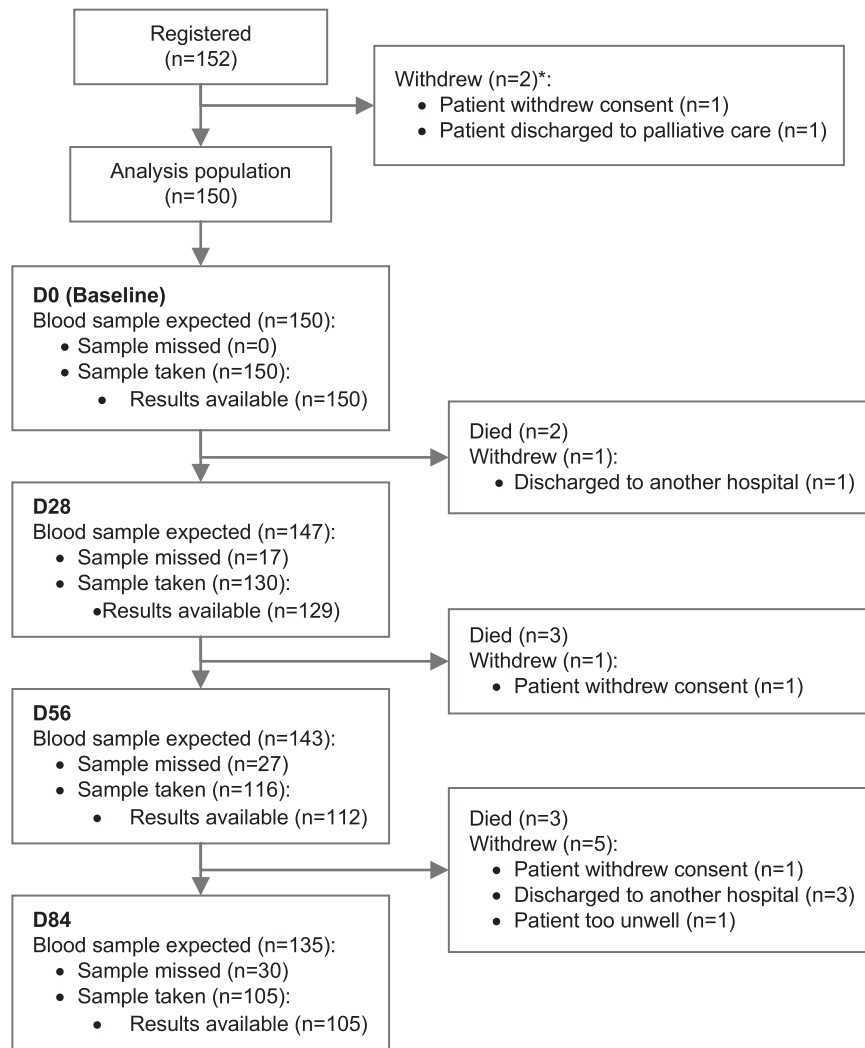 Registered
(n=152)
Withdrew (n=2)*:
• Patient withdrew consent (n=1)
• Patient discharged to palliative care (n=1)
Analysis population
(n=150)
D0 (Baseline)
Blood sample expected (n=150):
• Sample missed (n=0)
• Sample taken (n=150):
• Results available (n=150)
Died (n=2)
Withdrew (n=1):
• Discharged to another hospital (n=1)
D28
Blood sample expected (n=147):
• Sample missed (n=17)
• Sample taken (n=130):
•Results available (n=129)
Died (n=3)
Withdrew (n=1):
• Patient withdrew consent (n=1)
D56
Blood sample expected (n=143):
• Sample missed (n=27)
• Sample taken (n=116):
• Results available (n=112)
Died (n=3)
Withdrew (n=5):
• Patient withdrew consent (n=1)
• Discharged to another hospital (n=3)
• Patient too unwell (n=1)
D84
Blood sample expected (n=135):
• Sample missed (n=30)
• Sample taken (n=105):
• Results available (n=105)